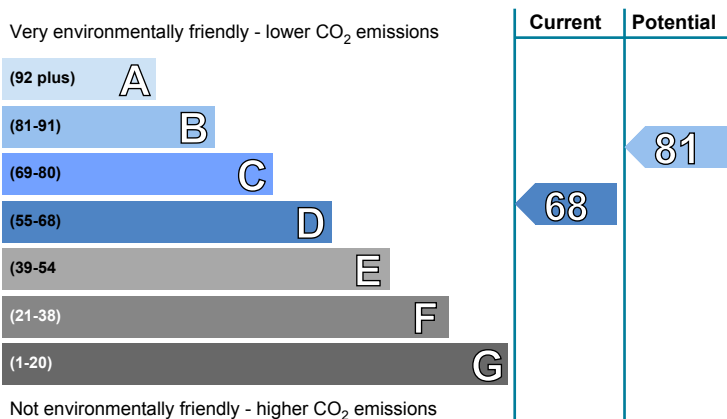 Current Potential
Very environmentally friendly - lower CO2 emissions
(92 plus) A
(81-91) B
81
(69-80) C
(55-68) D
68
(39-54 E
(21-38) F
(1-20) G
Not environmentally friendly - higher CO2 emissions